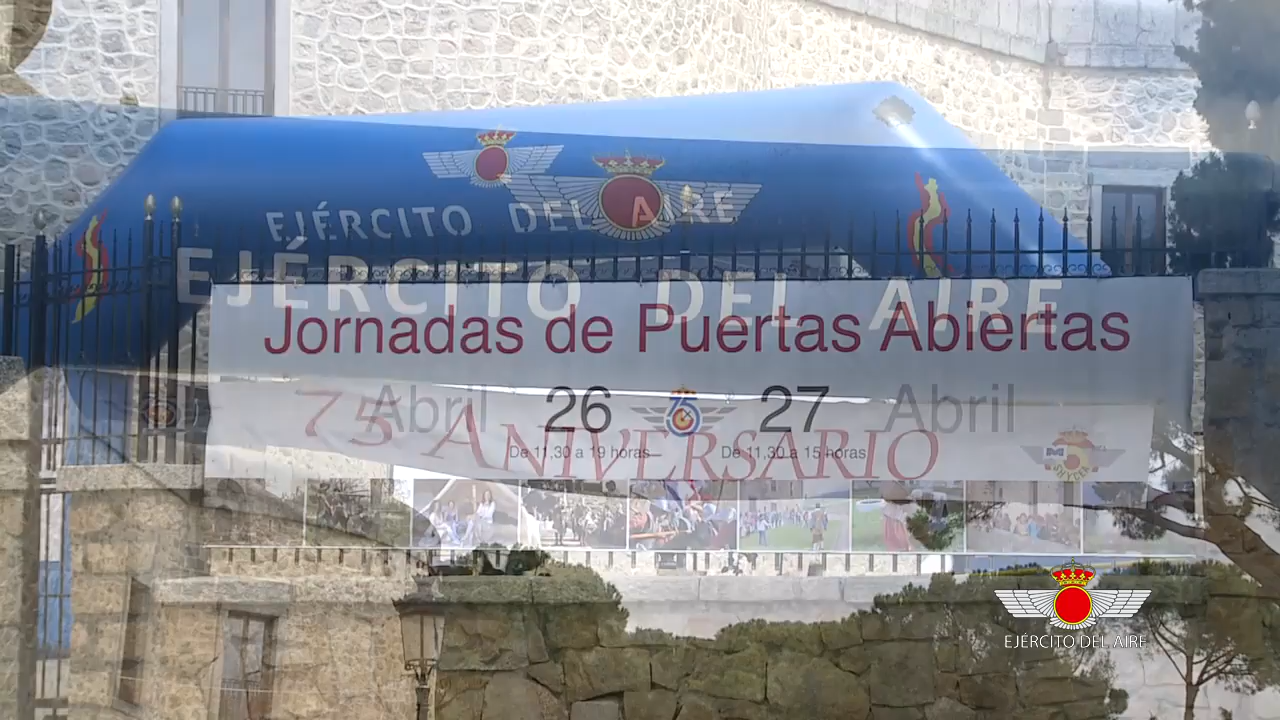 EJÉRCITO DEL AIRE
EJÉRCITO DEL AIRE
Jornadas de Puertas Abiertas
Abril 26 75 27 Abril
De 11,30 a 19 horas De 11,30 a 15 horas
75 ANIVERSARIO
EJÉRCITO DEL AIRE